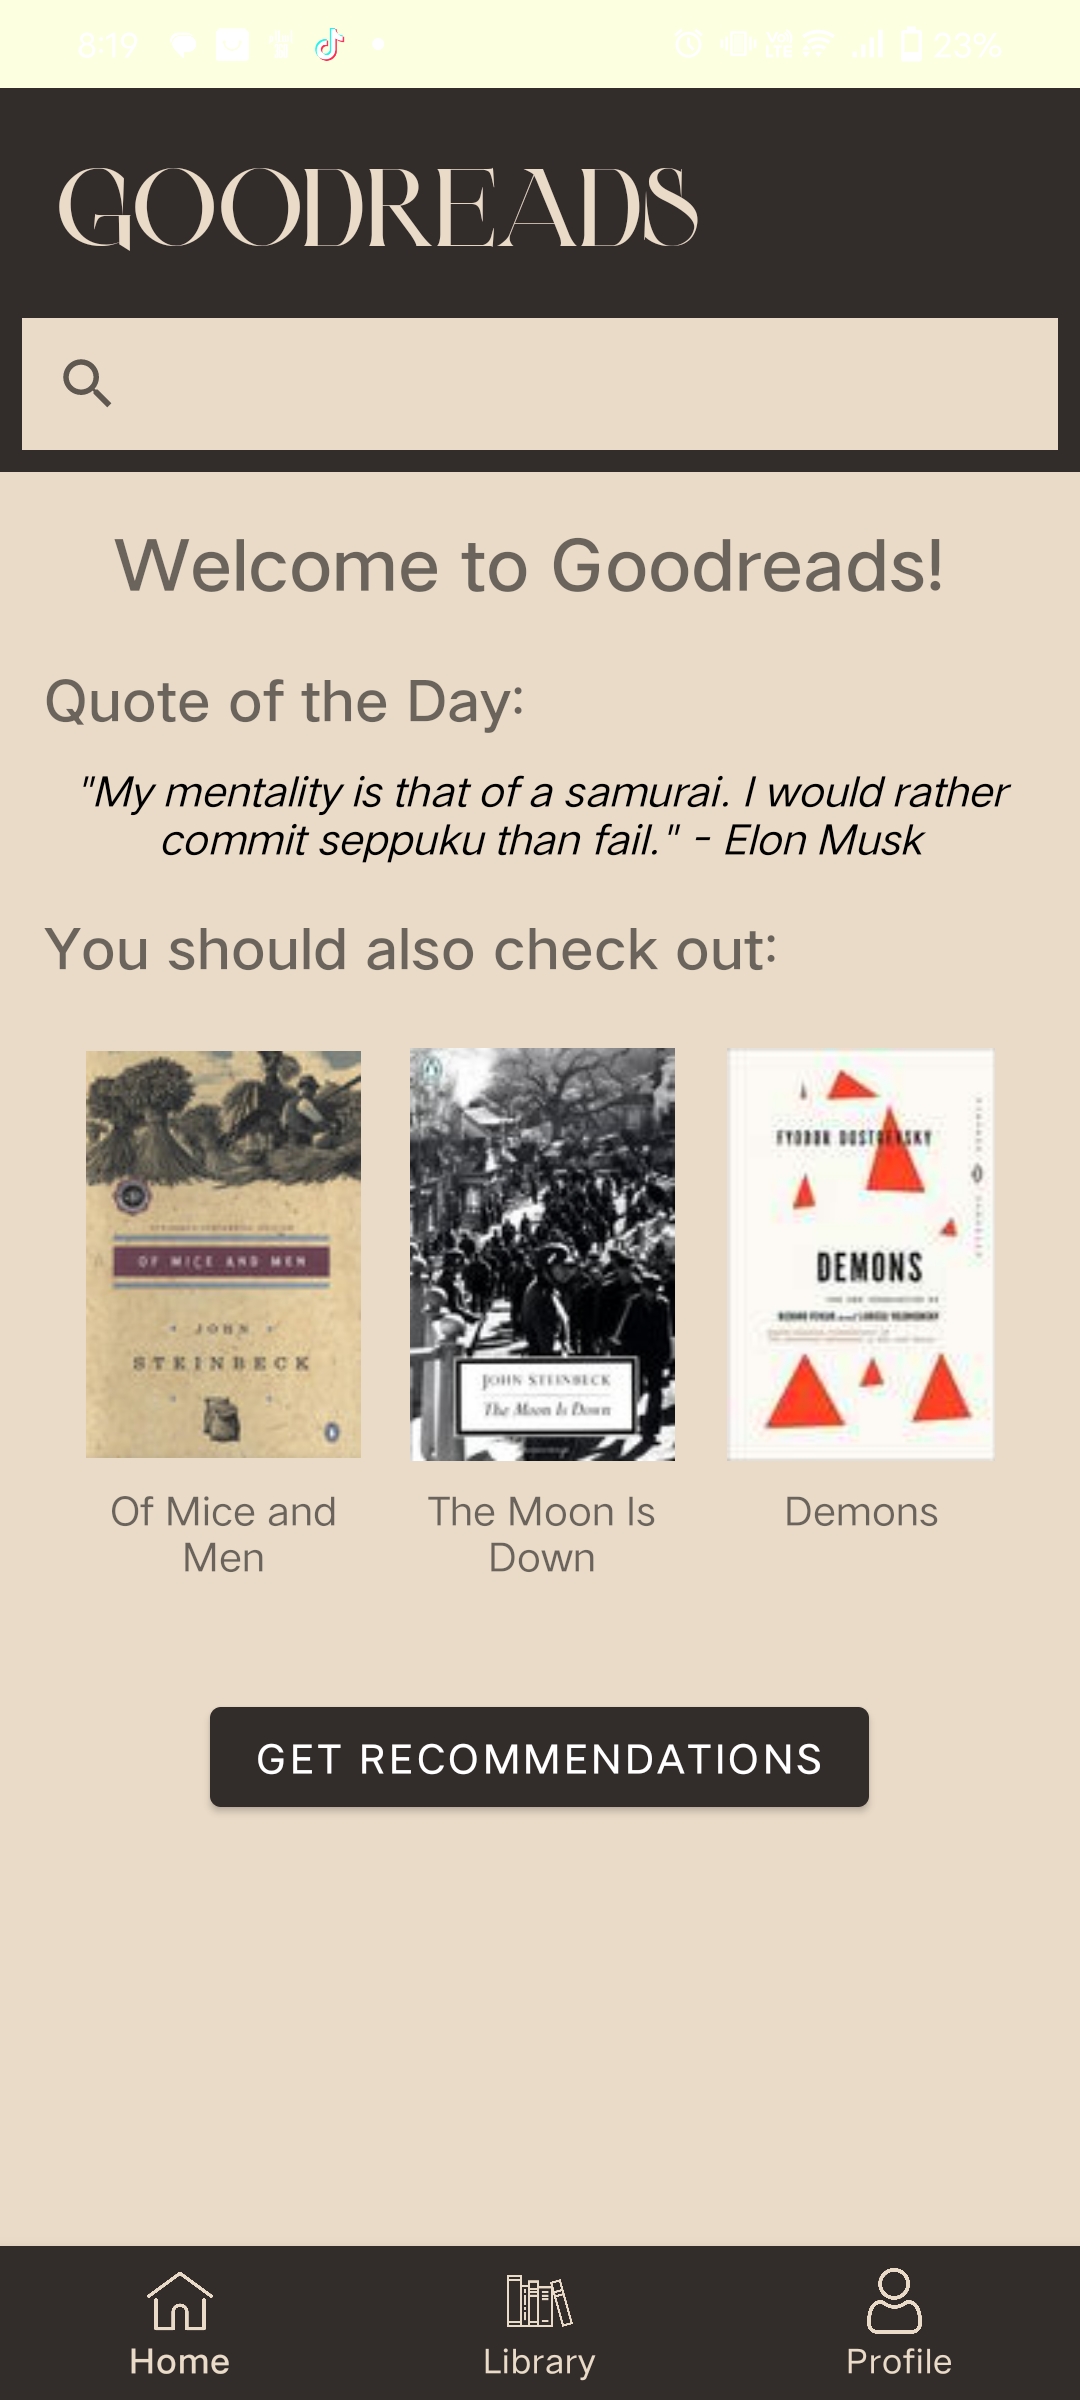 8:19
23%
GOODREADS
Welcome to Goodreads!
Quote of the Day:
"My mentality is that of a samurai. I would rather
commit seppuku than fail." - Elon Musk
You should also check out:
OF MICE AND MEN
JOHN
STEINBECK
JOHN STEINBECK
The Moon Is Down
FYODOR DOSTOEVSKY
DEMONS
Of Mice and
Men
The Moon Is
Down
Demons
GET RECOMMENDATIONS
Home
Library
Profile